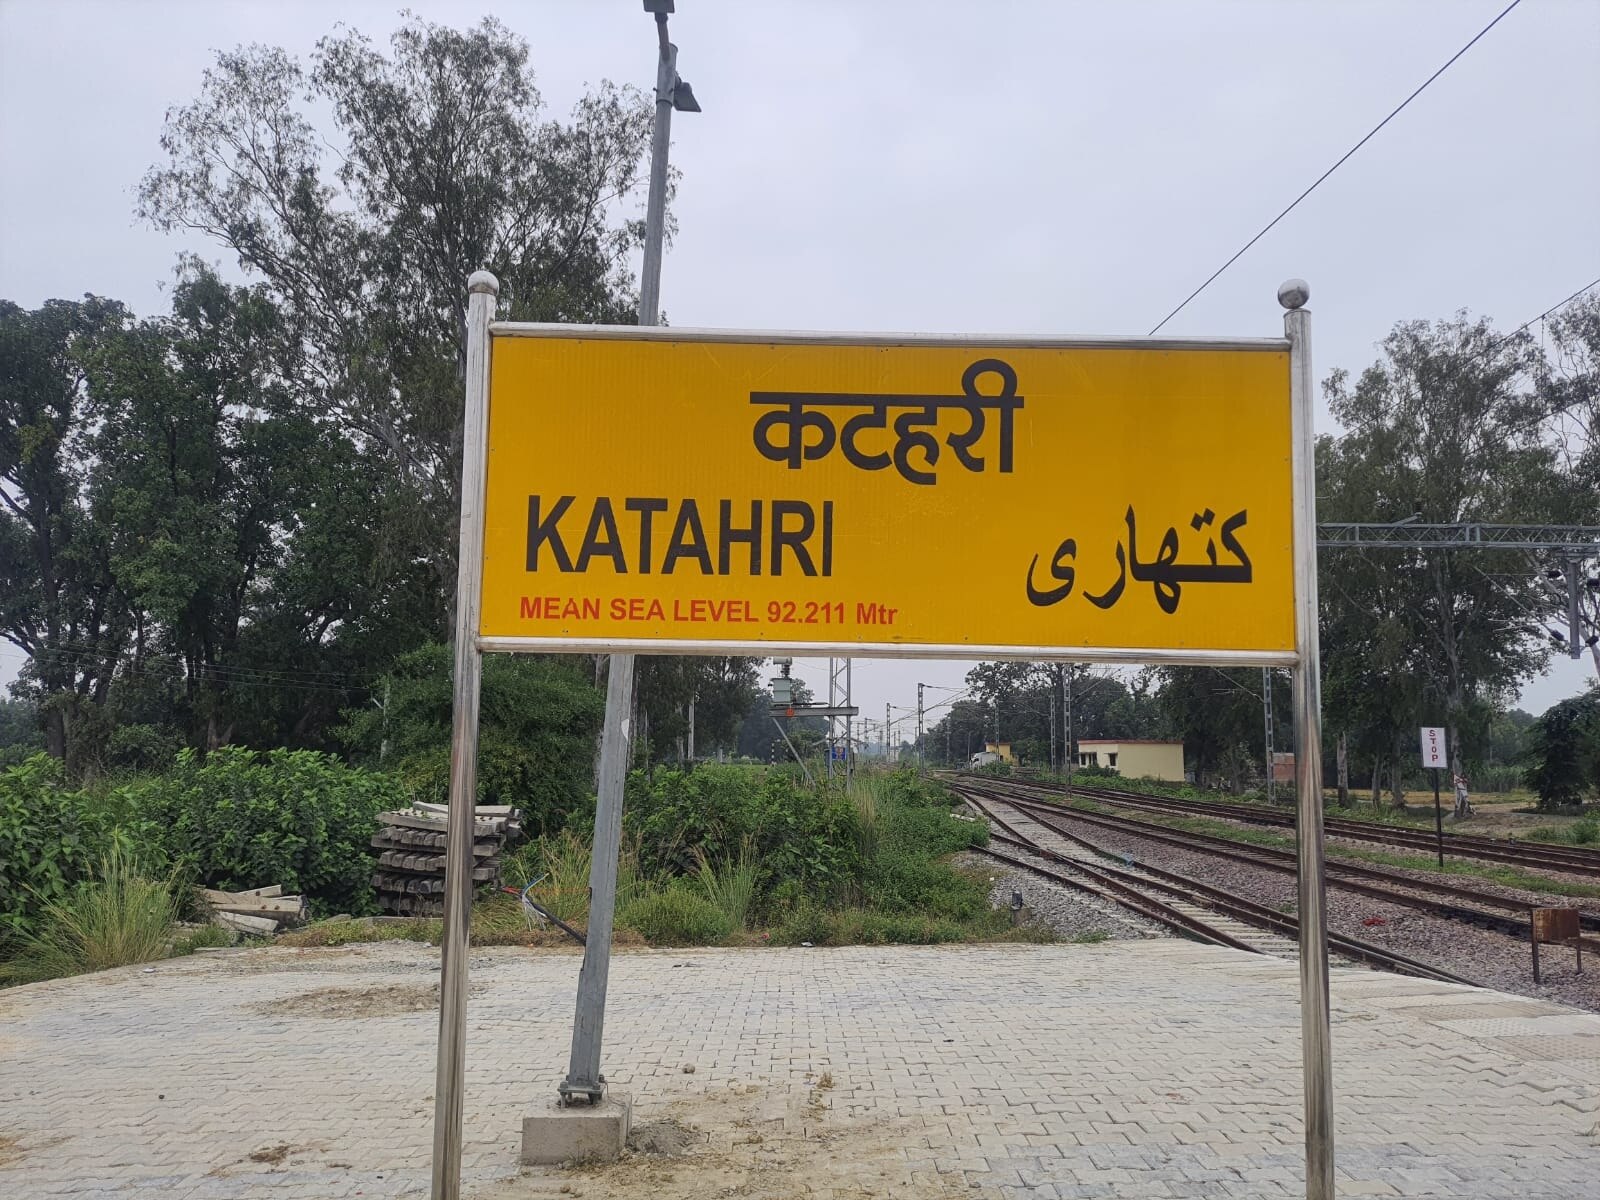 कटहरी
KATAHRI
کتھاری
MEAN SEA LEVEL 92.211 Mtr
STOP